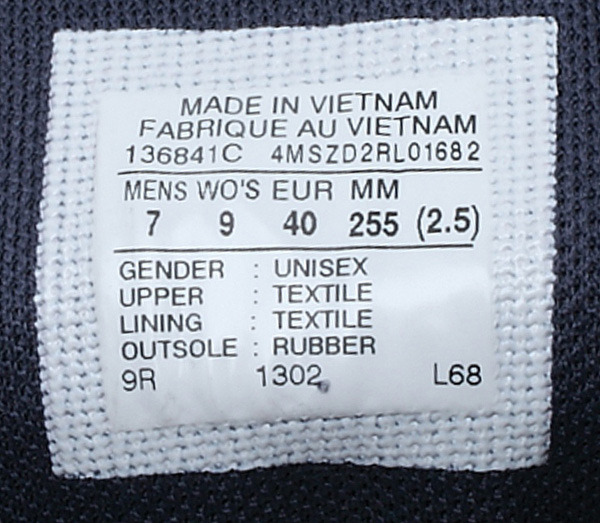 MADE IN VIETNAM
FABRIQUE AU VIETNAM
136841C 4MSZD2RL01682
MENS WO'S EUR MM
7 9 40 255 (2.5)
GENDER : UNISEX
UPPER : TEXTILE
LINING : TEXTILE
OUTSOLE : RUBBER
9R 1302 L68